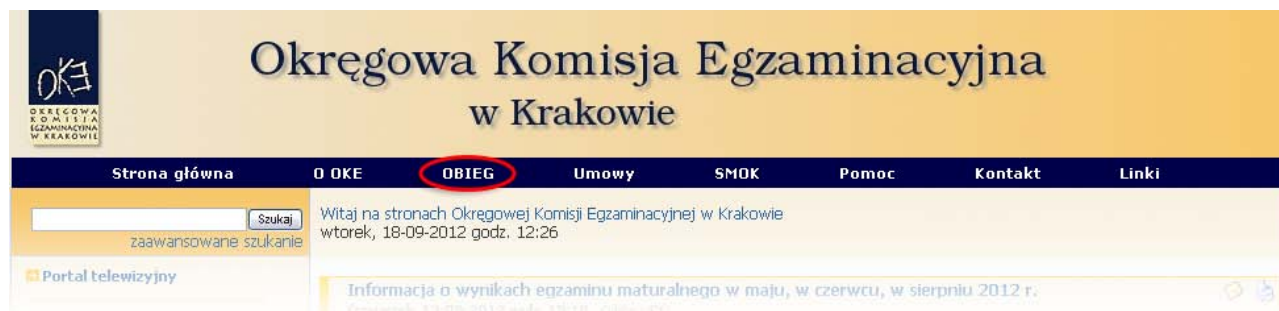 OKE
OKRĘGOWA
KOMISJA
EGZAMINACYJNA
W KRAKOWIE
Okręgowa Komisja Egzaminacyjna
w Krakowie
Strona główna O OKE OBIEG Umowy SMOK Pomoc Kontakt Linki
Szukaj
zaawansowane szukanie
Witaj na stronach Okręgowej Komisji Egzaminacyjnej w Krakowie
wtorek, 18-09-2012 godz. 12:26
Portal telewizyjny
Informacja o wynikach egzaminu maturalnego w maju, w czerwcu, w sierpniu 2012 r.